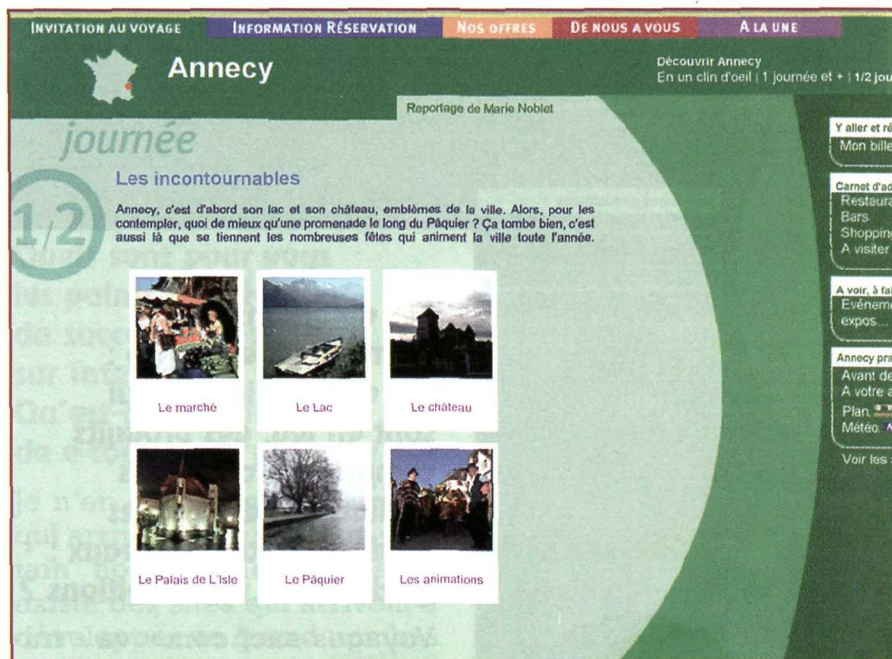 INVITATION AU VOYAGE
INFORMATION RÉSERVATION
NOS OFFRES
DE NOUS A VOUS
A LA UNE
Annecy
Découvrir Annecy
En un clin d'oeil | 1 journée et + | 1/2 jou
Reportage de Marie Noblet
journée
1/2
Les incontournables
Annecy, c'est d'abord son lac et son château, emblèmes de la ville. Alors, pour les
contempler, quoi de mieux qu'une promenade le long du Pâquier ? Ça tombe bien, c'est
aussi là que se tiennent les nombreuses fêtes qui animent la ville toute l'année.
Le marché
Le Lac
Le château
Le Palais de L'Isle
Le Pâquier
Les animations
Y aller et ré
Mon bille
Carnet d'ad
Restaura
Bars
Shopping
A visiter
A voir, à fai
Evéneme
expos...
Annecy pra
Avant de
A votre a
Plan.
Météo.
Voir les